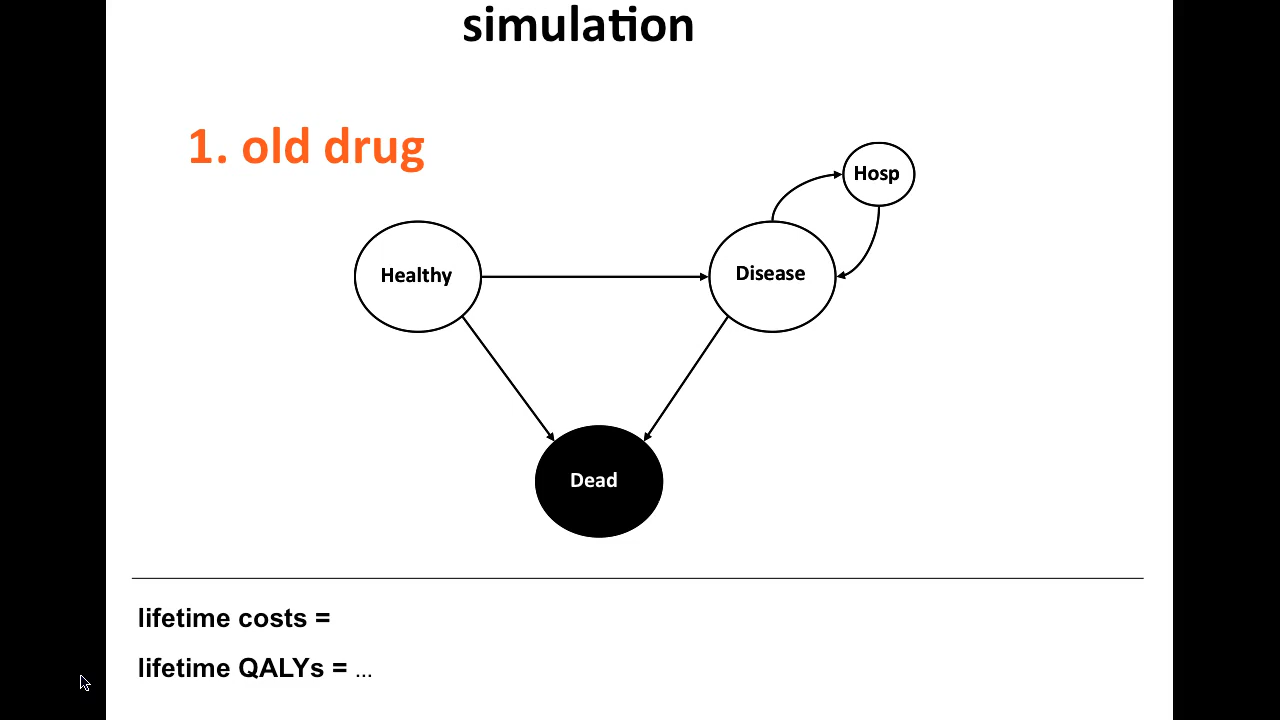 simulation
1. old drug
Hosp
Healthy
Disease
Dead
lifetime costs =
lifetime QALYs = ...